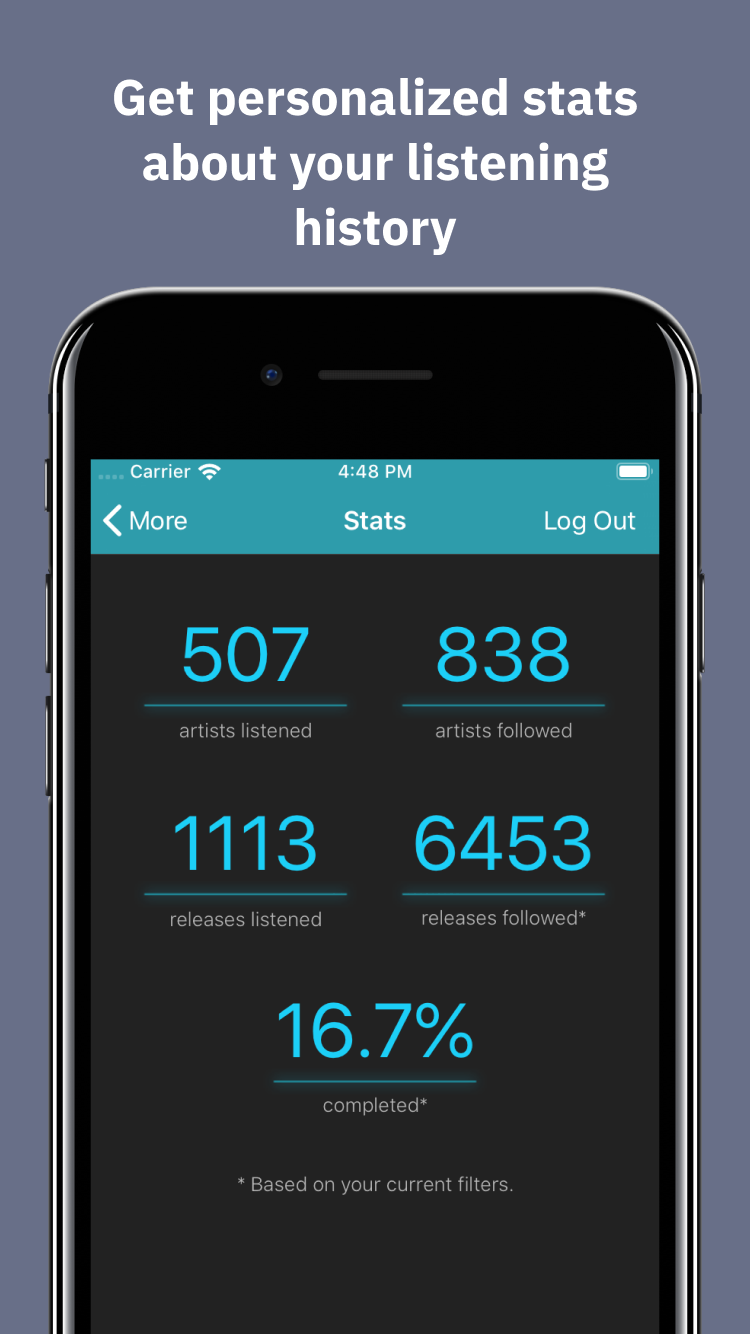 Get personalized stats
about your listening
history
Carrier 4:48 PM
More Stats Log Out
507 838
artists listened artists followed
1113 6453
releases listened releases followed*
16.7%
completed*
* Based on your current filters.